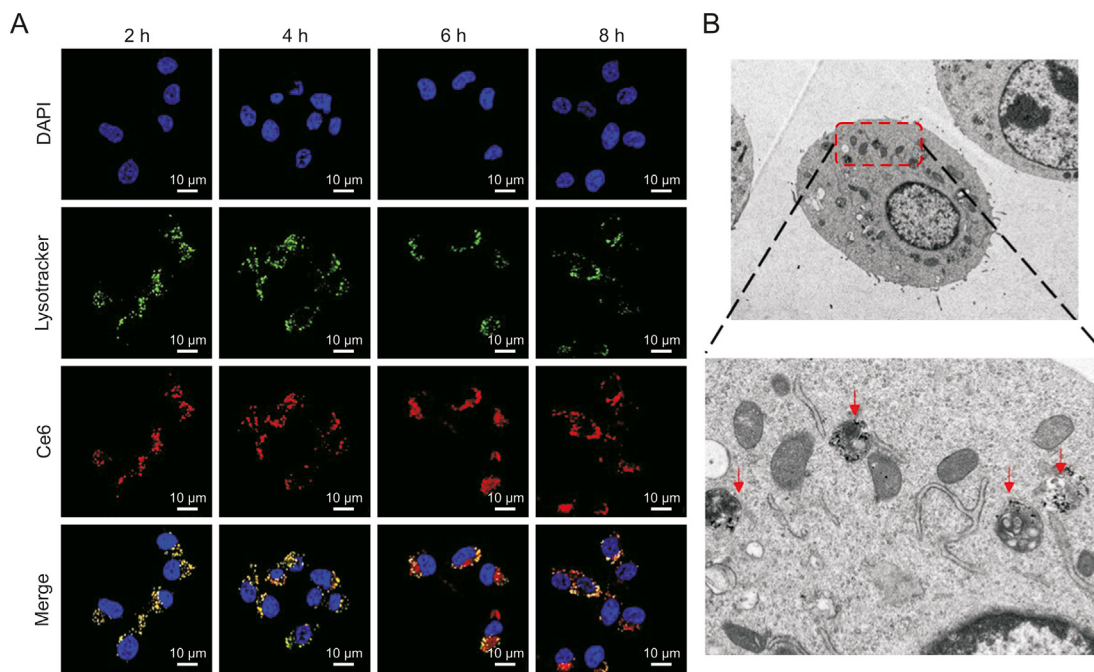 A
B
2 h 4 h 6 h 8 h
DAPI
10 µm 10 µm 10 µm 10 µm
Lysotracker
10 µm 10 µm 10 µm 10 µm
Ce6
10 µm 10 µm 10 µm 10 µm
Merge
10 µm 10 µm 10 µm 10 µm